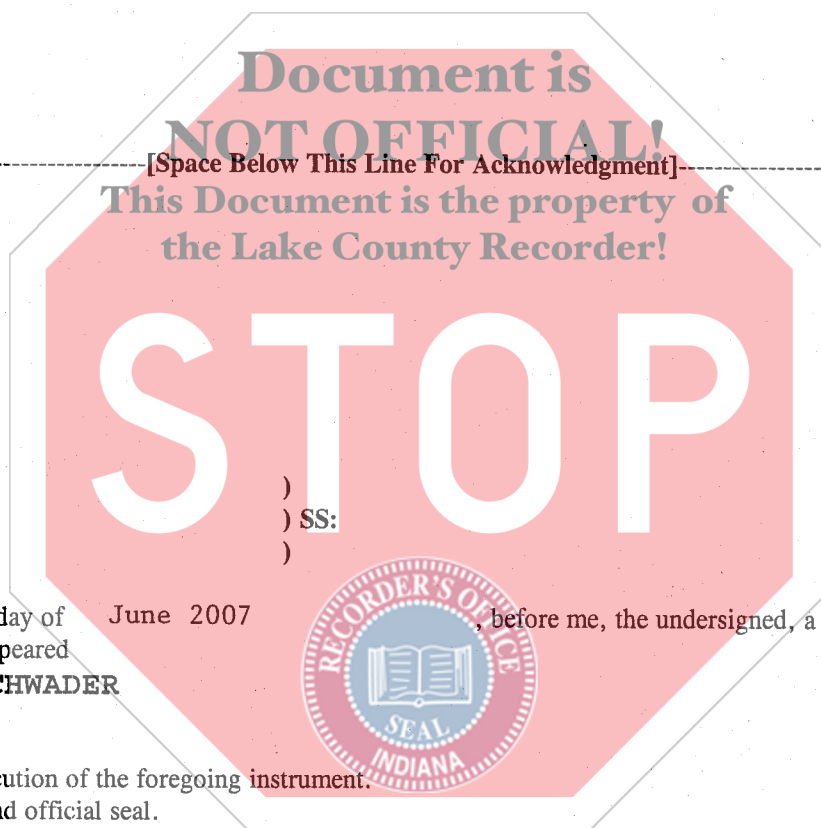 Document is
NOT OFFICIAL!
[Space Below This Line For Acknowledgment]
This Document is the property of
the Lake County Recorder!
STOP
)
) SS:
)
day of June 2007 , before me, the undersigned, a
peared
CHWADER
RECORDER'S OFFICE
SEAL
INDIANA
cution of the foregoing instrument.
nd official seal.